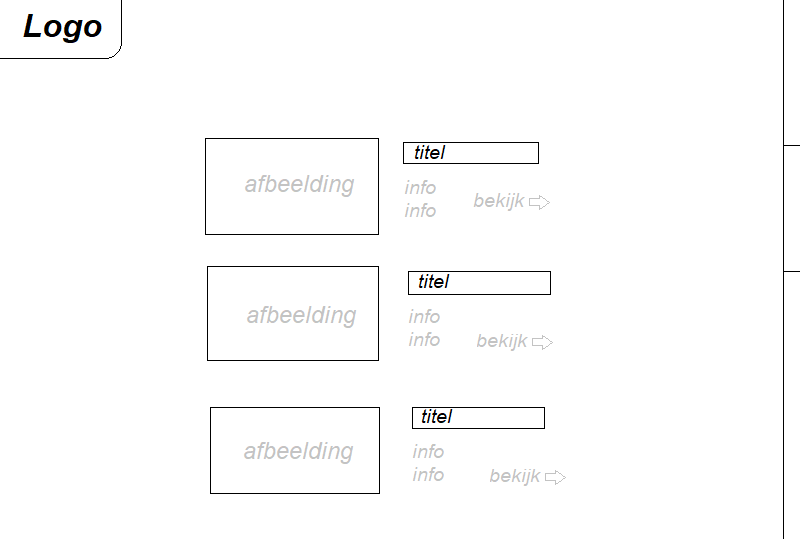 Logo
titel
afbeelding
info
bekijk
info
titel
afbeelding
info
info
bekijk
titel
afbeelding
info
info
bekijk